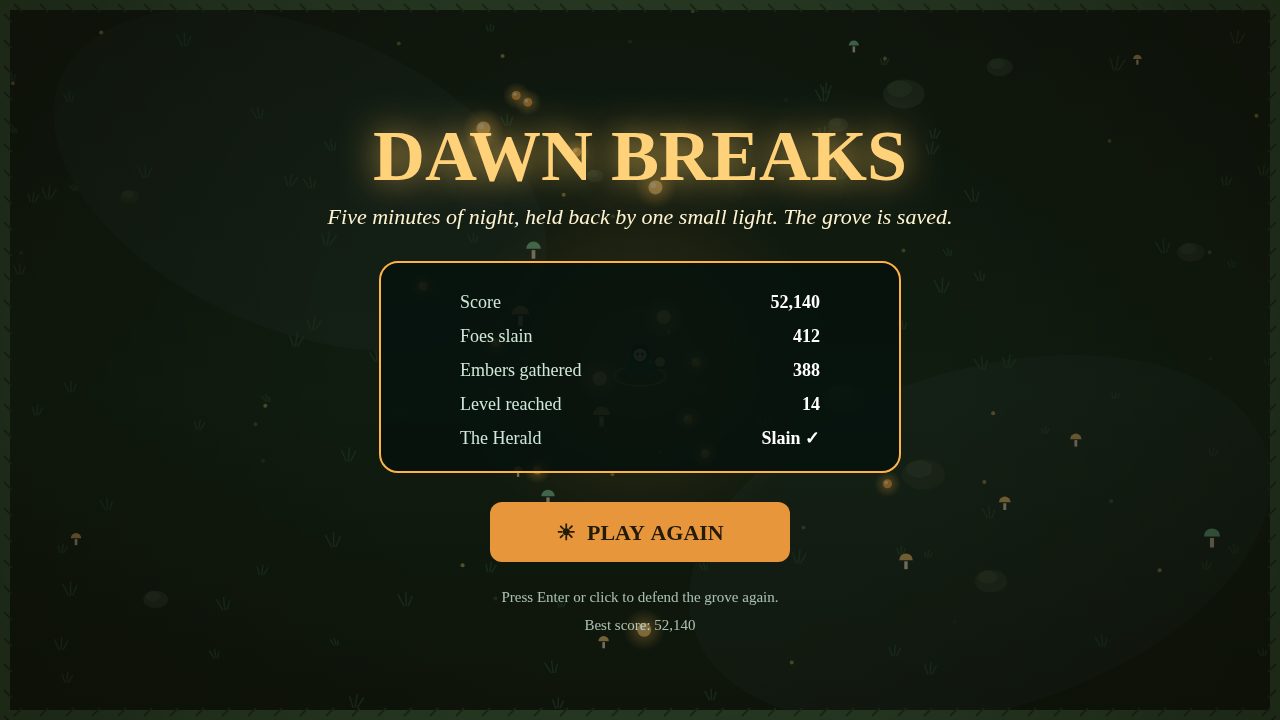 DAWN BREAKS
Five minutes of night, held back by one small light. The grove is saved.
Score 52,140
Foes slain 412
Embers gathered 388
Level reached 14
The Herald Slain ✓
☀ PLAY AGAIN
Press Enter or click to defend the grove again.
Best score: 52,140